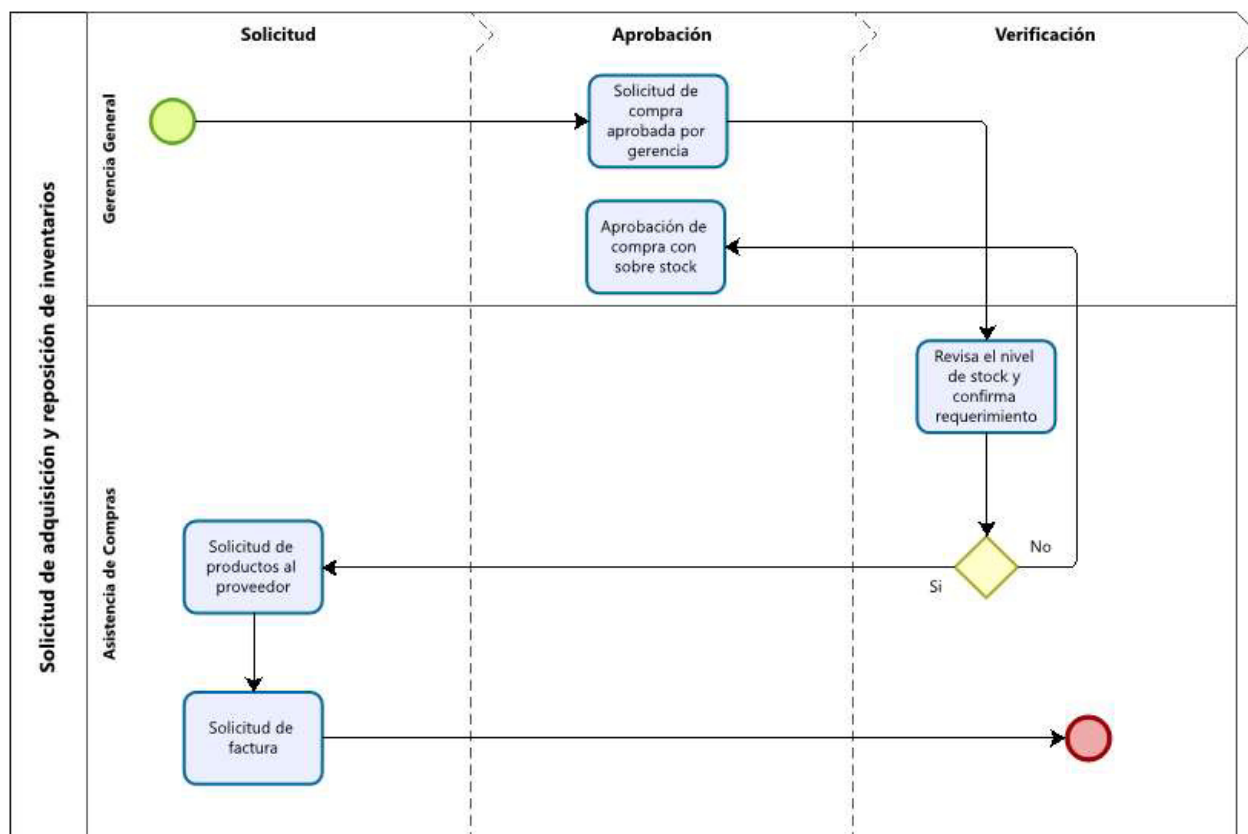 Solicitud de adquisición y reposición de inventarios
Solicitud
Aprobación
Verificación
Gerencia General
Solicitud de
compra
aprobada por
gerencia
Aprobación de
compra con
sobre stock
Asistencia de Compras
Revisa el nivel
de stock y
confirma
requerimiento
No
Si
Solicitud de
productos al
proveedor
Solicitud de
factura